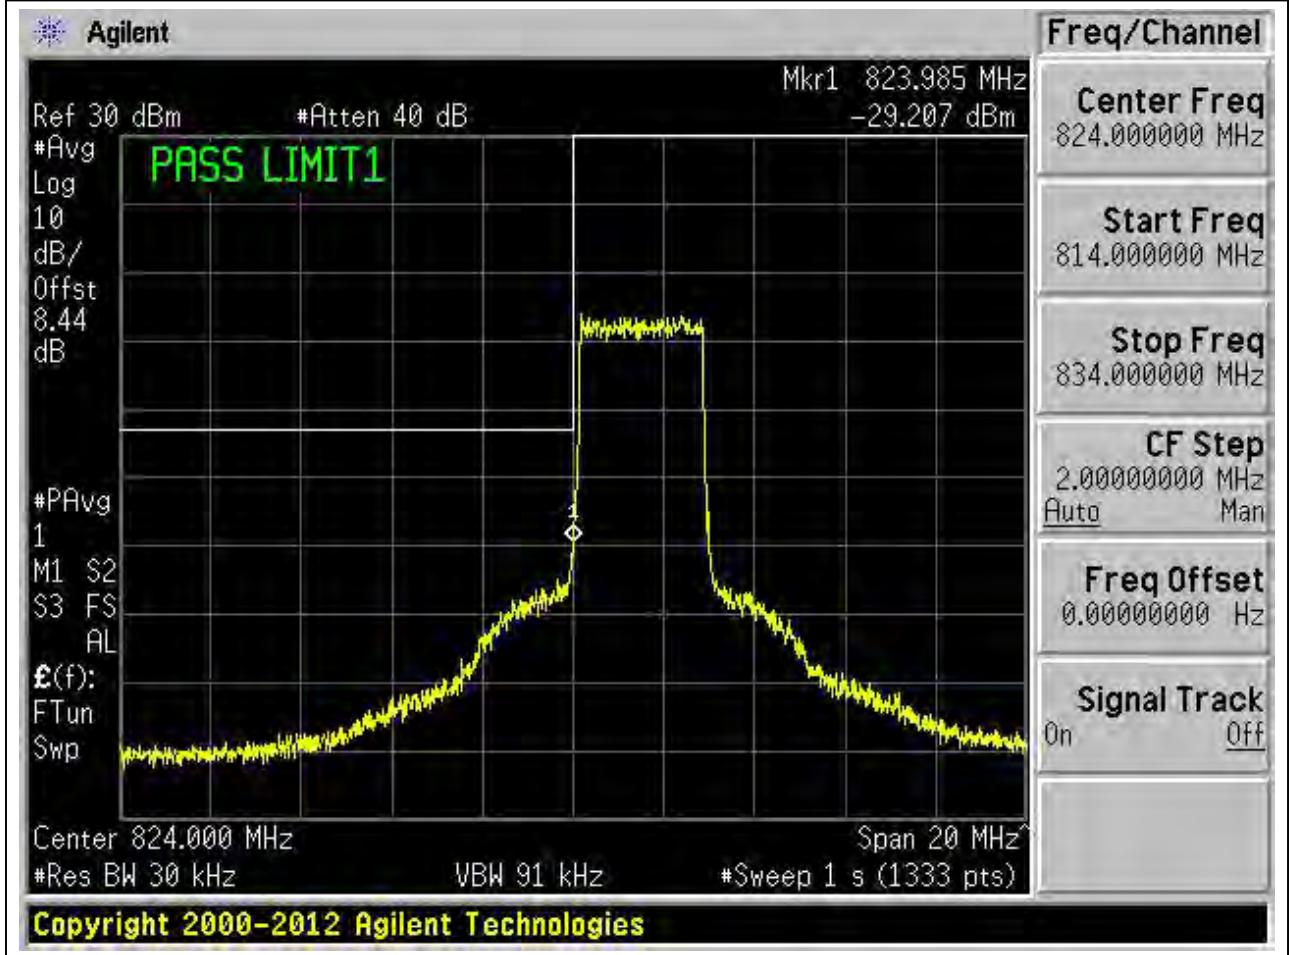 Agilent
Freq/Channel
Mkr1 823.985 MHz
Ref 30 dBm #Atten 40 dB -29.207 dBm
#Avg
Log
10
dB/
Offst
8.44
dB
PASS LIMIT1
#PAvg
1
M1 S2
S3 FS
AL
£(f):
FTun
Swp
1
Center 824.000 MHz Span 20 MHz^
#Res BW 30 kHz VBW 91 kHz #Sweep 1 s (1333 pts)
Center Freq
824.000000 MHz
Start Freq
814.000000 MHz
Stop Freq
834.000000 MHz
CF Step
2.00000000 MHz
Auto Man
Freq Offset
0.00000000 Hz
Signal Track
On Off
Copyright 2000-2012 Agilent Technologies